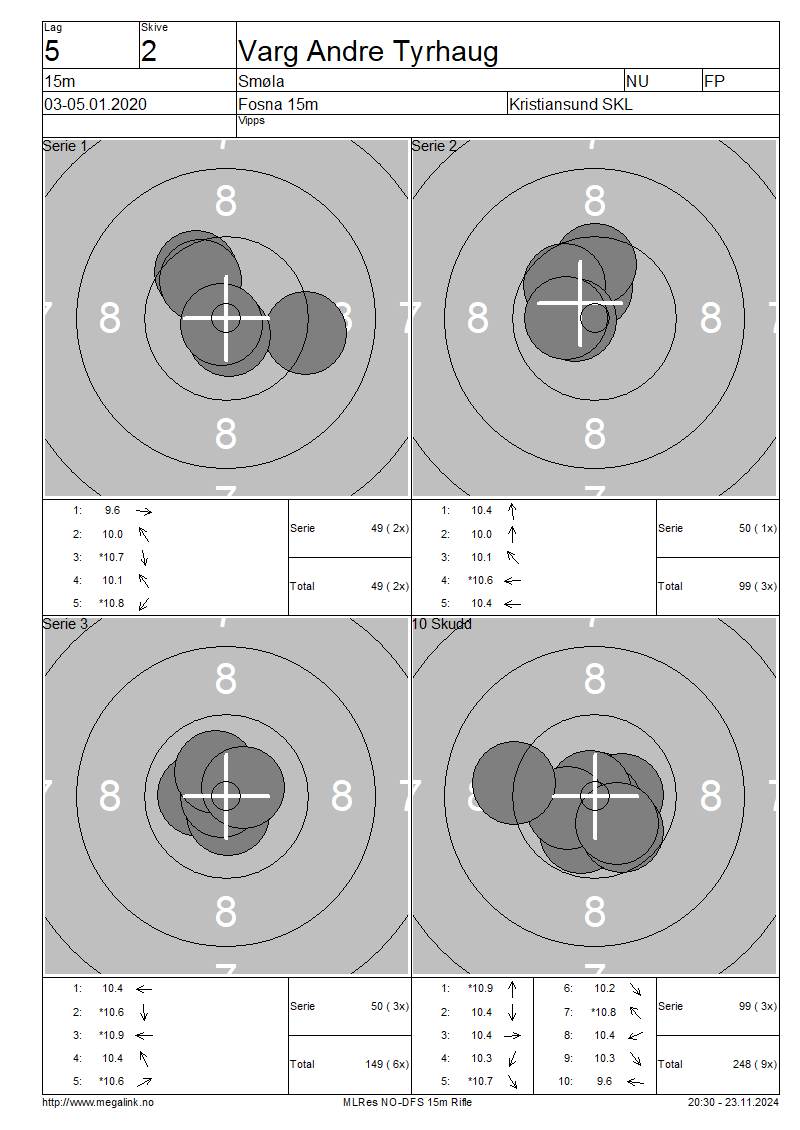 Lag Skive
5 2 Varg Andre Tyrhaug
15m Smøla NU FP
03-05.01.2020 Fosna 15m Kristiansund SKL
Vipps
Serie 1
7
8
7 8 8
8
7
Serie 2
7
8
7 8 8 7
8
7
1: 9.6
2: 10.0
3: *10.7
4: 10.1
5: *10.8
Serie 49 ( 2x)
Total 49 ( 2x)
1: 10.4
2: 10.0
3: 10.1
4: *10.6
5: 10.4
Serie 50 ( 1x)
Total 99 ( 3x)
Serie 3
7
8
7 8 8
8
7
10 Skudd
7
8
7 8 8 7
8
7
1: 10.4
2: *10.6
3: *10.9
4: 10.4
5: *10.6
Serie 50 ( 3x)
Total 149 ( 6x)
1: *10.9 6: 10.2
2: 10.4 7: *10.8
3: 10.4 8: 10.4
4: 10.3 9: 10.3
5: *10.7 10: 9.6
Serie 99 ( 3x)
Total 248 ( 9x)
http://www.megalink.no MLRes NO-DFS 15m Rifle 20:30 - 23.11.2024